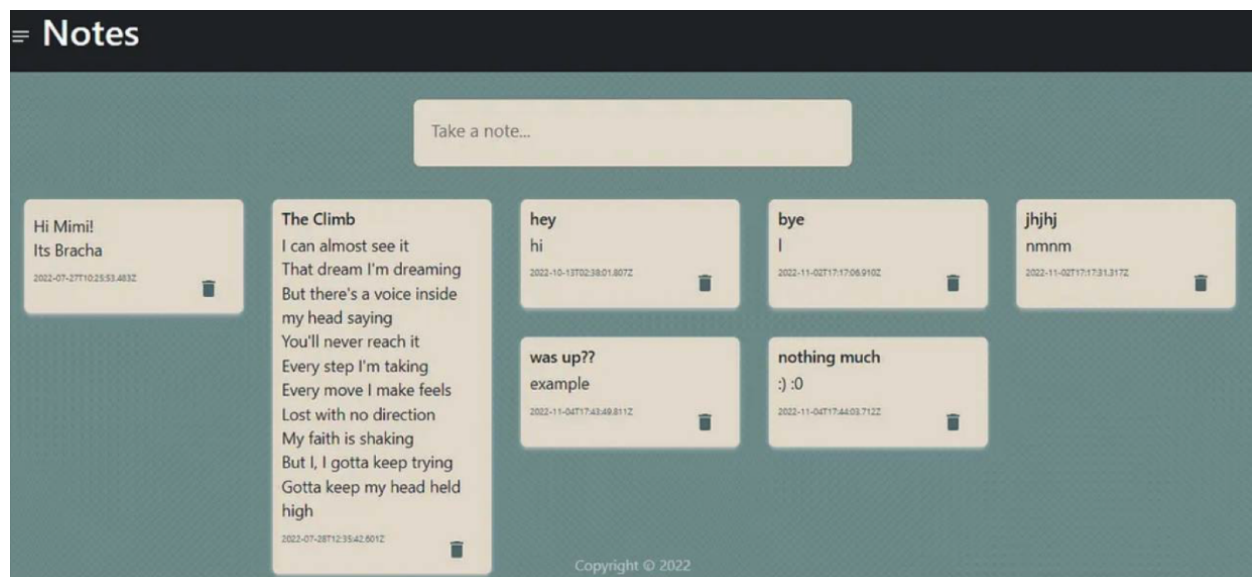 Notes
Take a note...
Hi Mimi!
Its Bracha
2022-07-27T10:25:53.483Z
The Climb
I can almost see it
That dream I'm dreaming
But there's a voice inside
my head saying
You'll never reach it
Every step I'm taking
Every move I make feels
Lost with no direction
My faith is shaking
But I, I gotta keep trying
Gotta keep my head held
high
2022-07-28T12:35:42.601Z
hey
hi
2022-10-13T02:38:01.807Z
bye
l
2022-11-02T17:17:06.910Z
jhjhj
nmnm
2022-11-02T17:17:31.317Z
was up??
example
2022-11-04T17:43:49.811Z
nothing much
:) :0
2022-11-04T17:44:03.712Z
Copyright © 2022